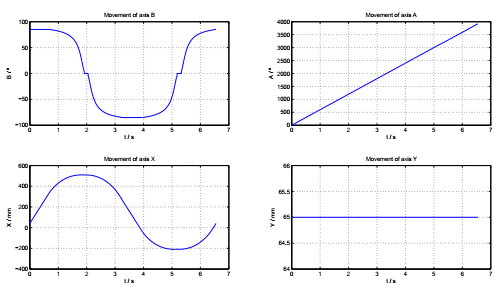 Movement of axis B
100
50
0
−50
−100
B / °
0 1 2 3 4 5 6 7
t / s
Movement of axis A
4000
3500
3000
2500
2000
1500
1000
500
0
A / °
0 1 2 3 4 5 6 7
t / s
Movement of axis X
600
400
200
0
−200
−400
X / mm
0 1 2 3 4 5 6 7
t / s
Movement of axis Y
66
65.5
65
64.5
64
Y / mm
0 1 2 3 4 5 6 7
t / s